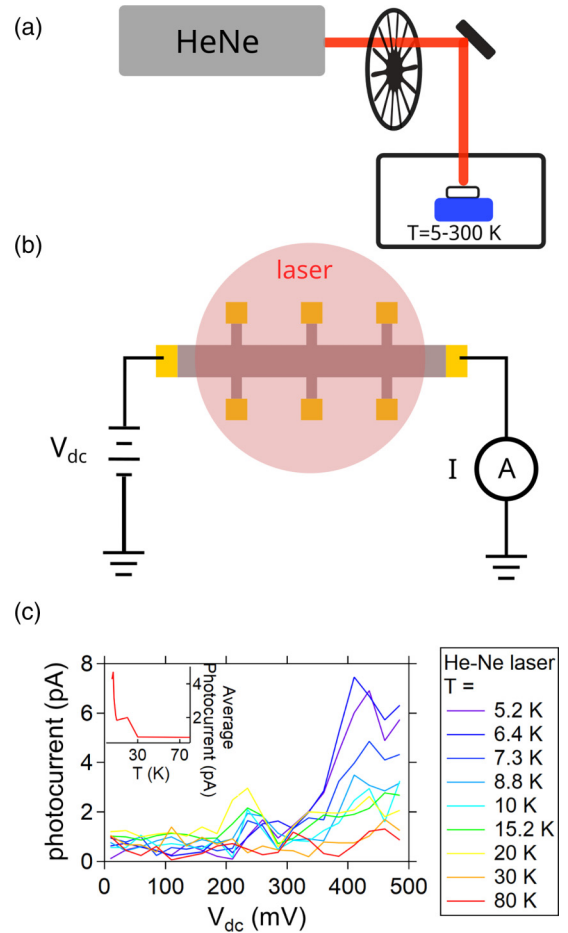 (a)
HeNe
T=5-300 K
(b)
laser
V_dc
I
A
(c)
photocurrent (pA)
8
6
4
2
0
0
100
200
300
400
500
V_dc (mV)
Average
Photocurrent (pA)
4
2
30
70
T (K)
He-Ne laser
T =
5.2 K
6.4 K
7.3 K
8.8 K
10 K
15.2 K
20 K
30 K
80 K